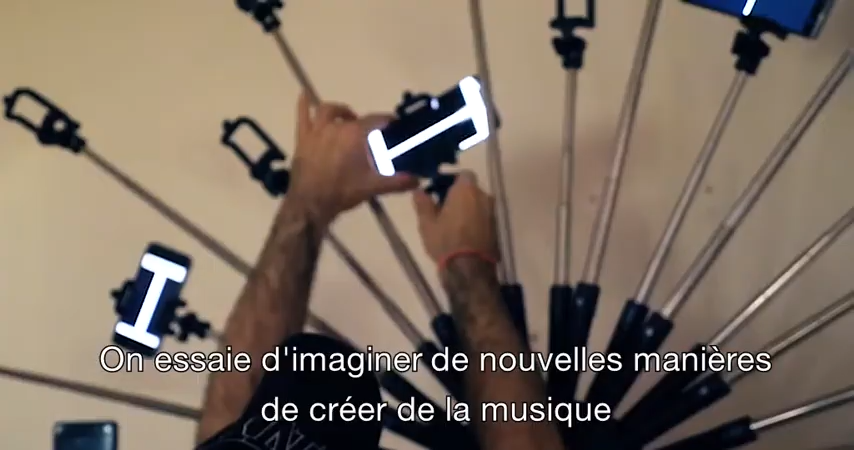 On essaie d'imaginer de nouvelles manières
de créer de la musique